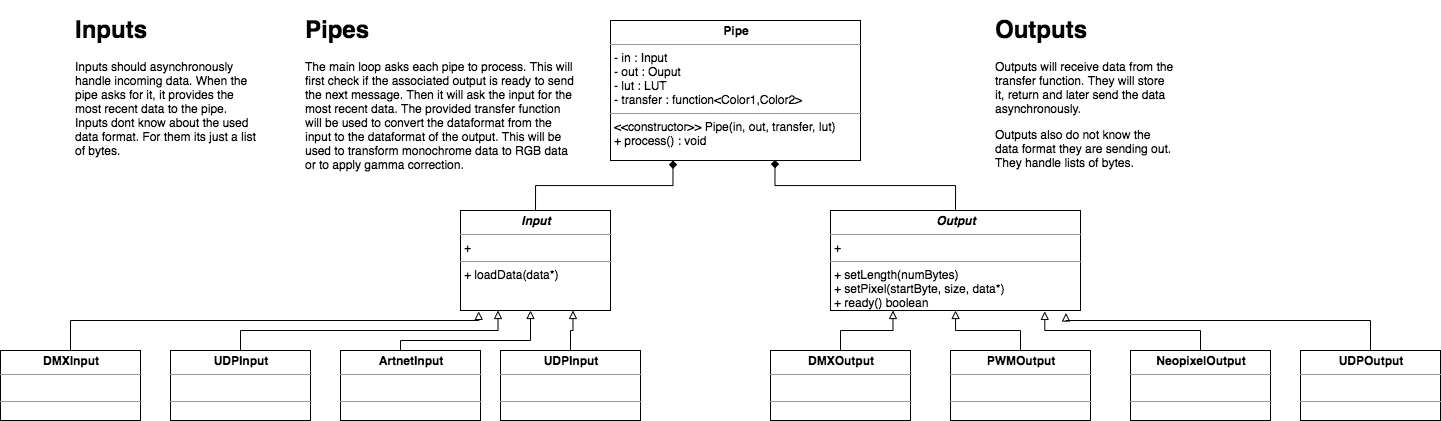 Inputs
Inputs should asynchronously
handle incoming data. When the
pipe asks for it, it provides the
most recent data to the pipe.
Inputs dont know about the used
data format. For them its just a list
of bytes.
Pipes
The main loop asks each pipe to process. This will
first check if the associated output is ready to send
the next message. Then it will ask the input for the
most recent data. The provided transfer function
will be used to convert the dataformat from the
input to the dataformat of the output. This will be
used to transform monochrome data to RGB data
or to apply gamma correction.
Pipe
- in : Input
- out : Ouput
- lut : LUT
- transfer : function<Color1,Color2>
<<constructor>> Pipe(in, out, transfer, lut)
+ process() : void
Outputs
Outputs will receive data from the
transfer function. They will store
it, return and later send the data
asynchronously.
Outputs also do not know the
data format they are sending out.
They handle lists of bytes.
Input
+
+ loadData(data*)
Output
+
+ setLength(numBytes)
+ setPixel(startByte, size, data*)
+ ready() boolean
DMXInput
UDPInput
ArtnetInput
UDPInput
DMXOutput
PWMOutput
NeopixelOutput
UDPOutput